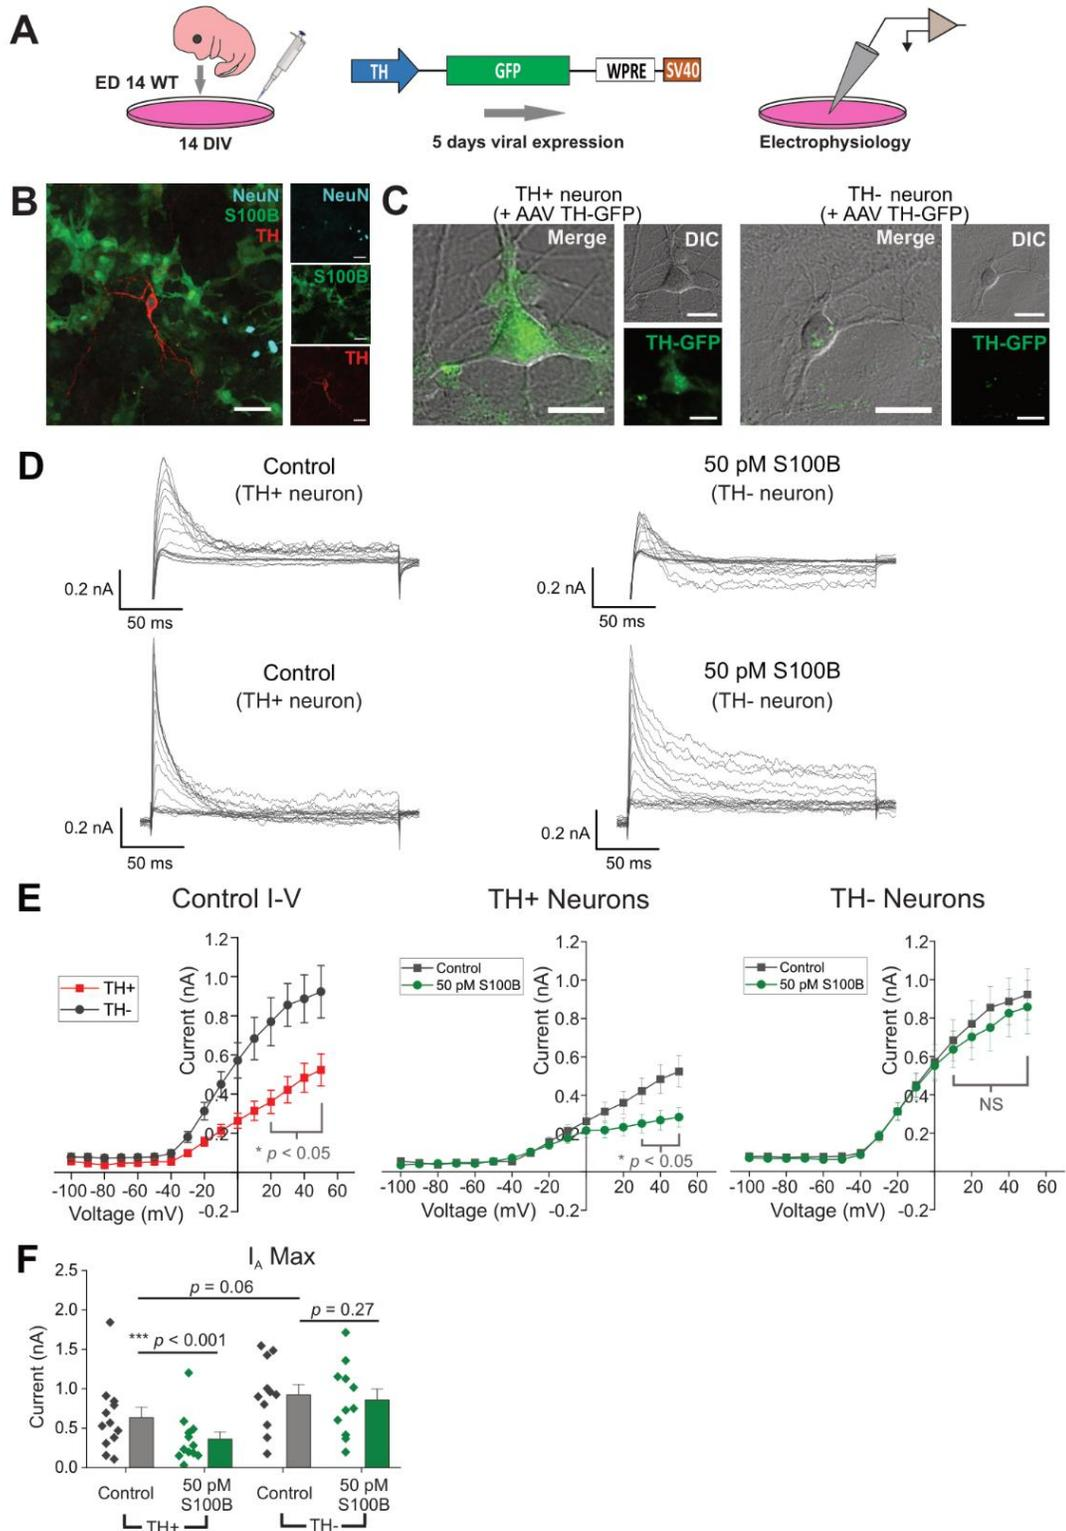 A
ED 14 WT
TH
GFP
WPRE
SV40
14 DIV
5 days viral expression
Electrophysiology
B
NeuN
S100B
TH
NeuN
S100B
TH
C
TH+ neuron
(+ AAV TH-GFP)
Merge
DIC
TH-GFP
TH- neuron
(+ AAV TH-GFP)
Merge
DIC
TH-GFP
D
Control
(TH+ neuron)
0.2 nA
50 ms
50 pM S100B
(TH- neuron)
0.2 nA
50 ms
Control
(TH+ neuron)
0.2 nA
50 ms
50 pM S100B
(TH- neuron)
0.2 nA
50 ms
E
Control I-V
TH+
TH-
Current (nA)
1.2
1.0
0.8
0.6
0.4
0.2
-0.2
* p < 0.05
-100 -80 -60 -40 -20 20 40 60
Voltage (mV)
TH+ Neurons
Control
50 pM S100B
Current (nA)
1.2
1.0
0.8
0.6
0.4
0.2
-0.2
* p < 0.05
-100 -80 -60 -40 -20 20 40 60
Voltage (mV)
TH- Neurons
Control
50 pM S100B
Current (nA)
1.2
1.0
0.8
0.6
0.4
0.2
-0.2
NS
-100 -80 -60 -40 -20 20 40 60
Voltage (mV)
F
IA Max
Current (nA)
2.5
2.0
1.5
1.0
0.5
0.0
p = 0.06
p = 0.27
*** p < 0.001
Control
50 pM
S100B
Control
50 pM
S100B
TH+
TH-